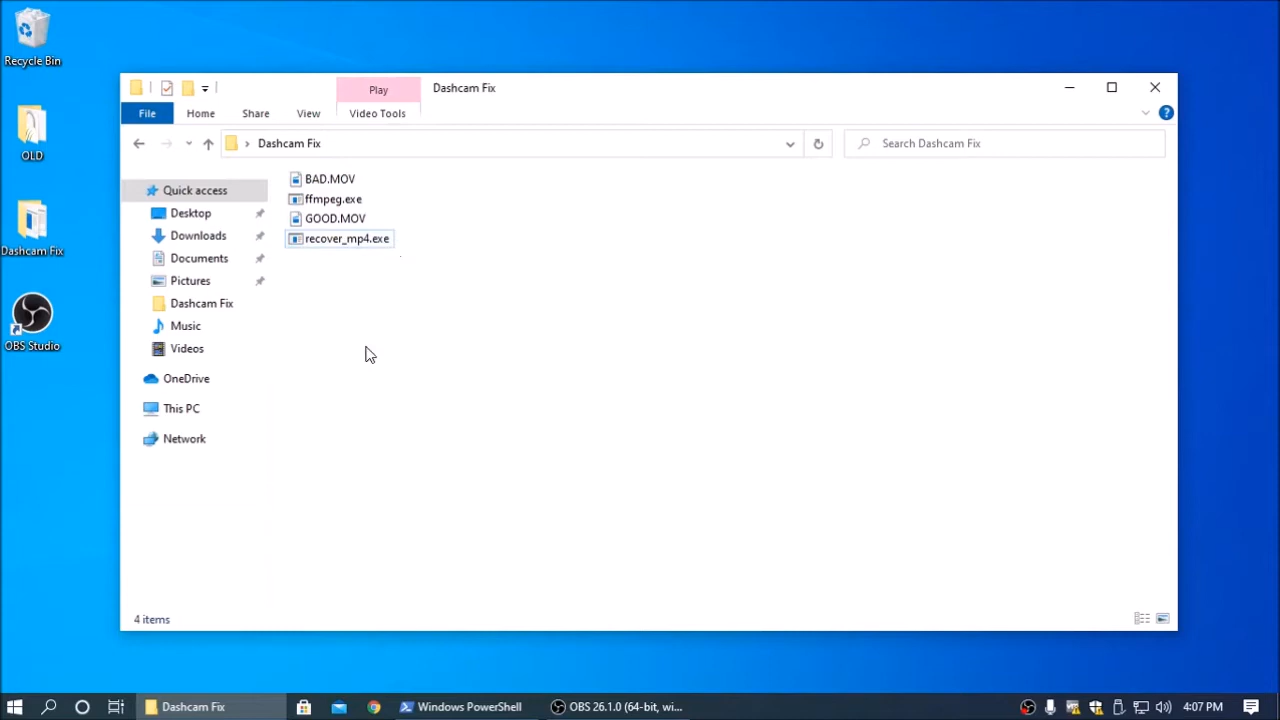 Recycle Bin
OLD
Dashcam Fix
OBS Studio
Play
Dashcam Fix
File
Home
Share
View
Video Tools
Dashcam Fix
Search Dashcam Fix
Quick access
Desktop
Downloads
Documents
Pictures
Dashcam Fix
Music
Videos
OneDrive
This PC
Network
BAD.MOV
ffmpeg.exe
GOOD.MOV
recover_mp4.exe
4 items
Dashcam Fix
Windows PowerShell
OBS 26.1.0 (64-bit, wi...
4:07 PM